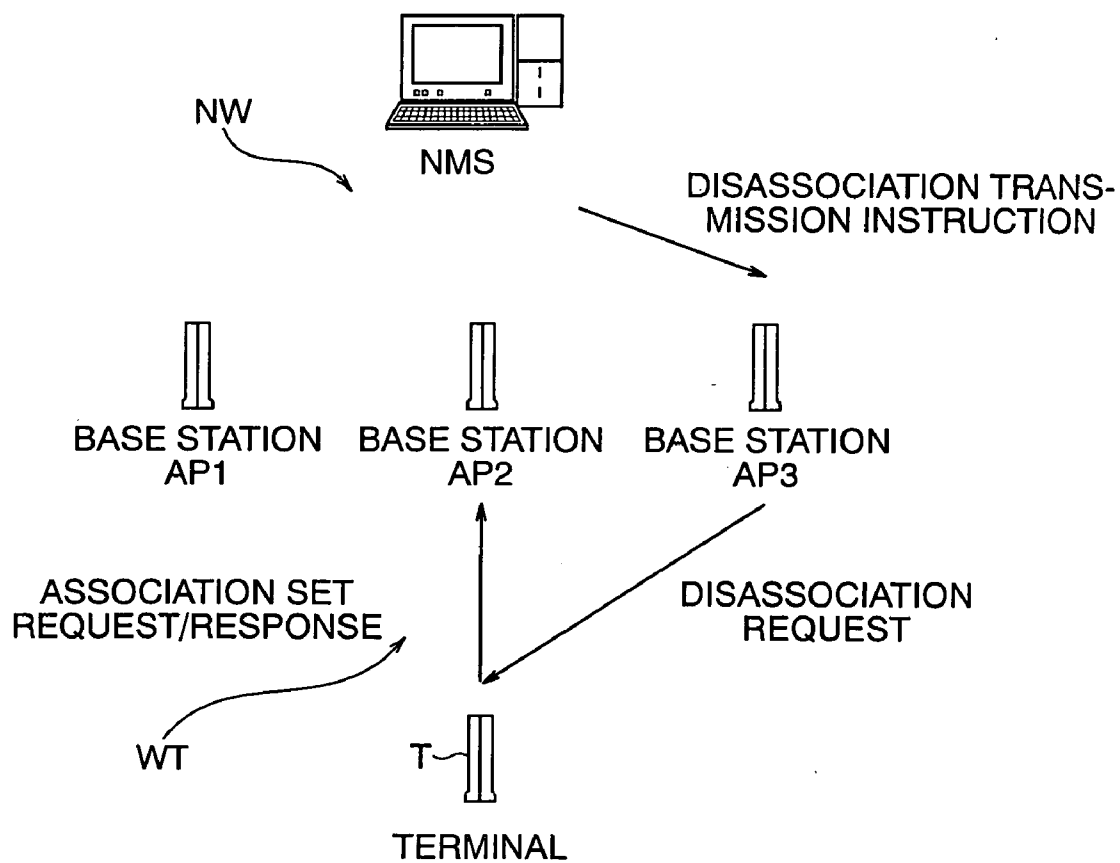 NW
NMS
DISASSOCIATION TRANS-
MISSION INSTRUCTION
BASE STATION
AP1
BASE STATION
AP2
BASE STATION
AP3
ASSOCIATION SET
REQUEST/RESPONSE
DISASSOCIATION
REQUEST
WT
T
TERMINAL